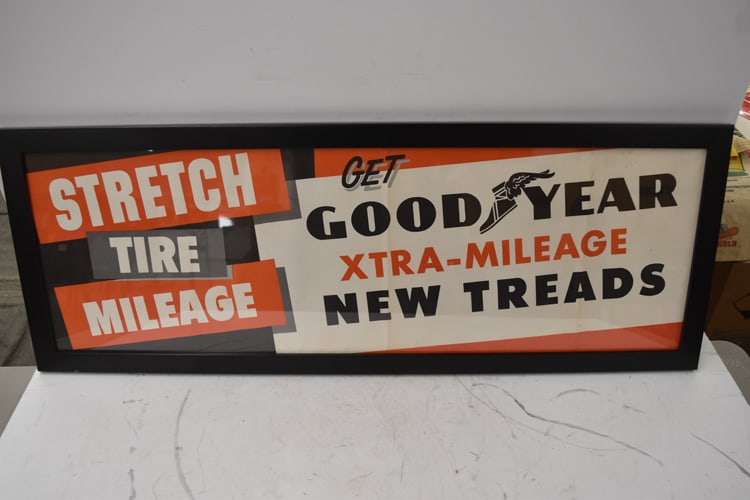 STRETCH
TIRE
MILEAGE
GET
GOOD YEAR
XTRA-MILEAGE
NEW TREADS